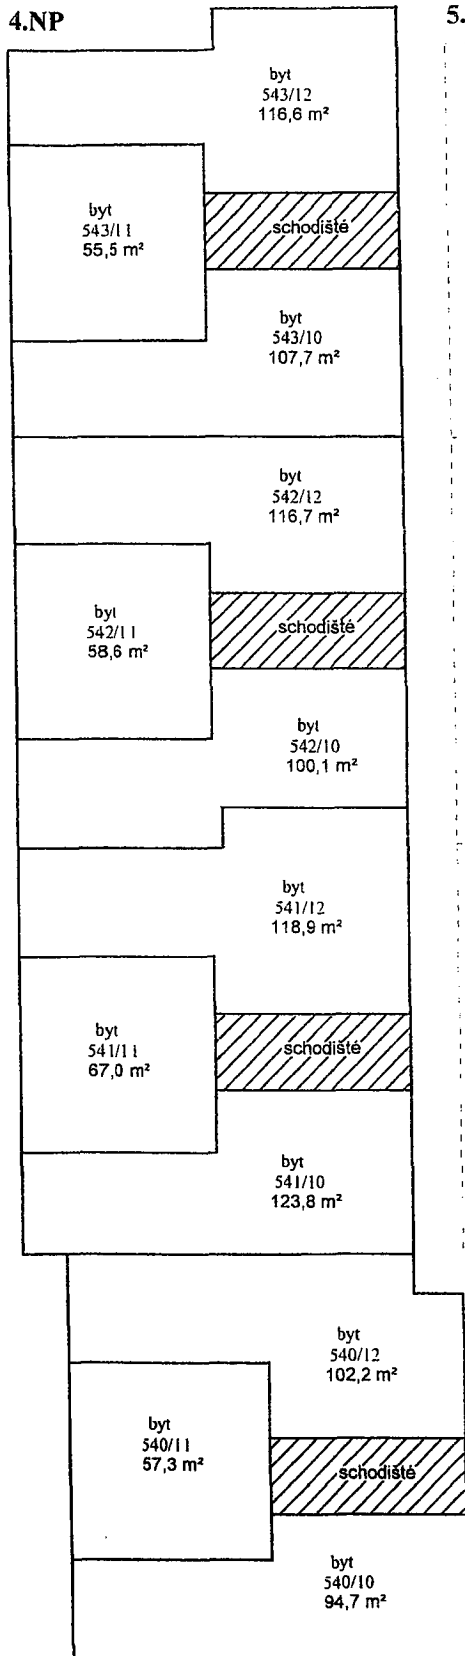 4.NP
5.
byt
543/12
116,6 m²
byt
543/11
55,5 m²
schodiště
byt
543/10
107,7 m²
byt
542/12
116,7 m²
byt
542/11
58,6 m²
schodiště
byt
542/10
100,1 m²
byt
541/12
118,9 m²
byt
541/11
67,0 m²
schodiště
byt
541/10
123,8 m²
byt
540/12
102,2 m²
byt
540/11
57,3 m²
schodiště
byt
540/10
94,7 m²